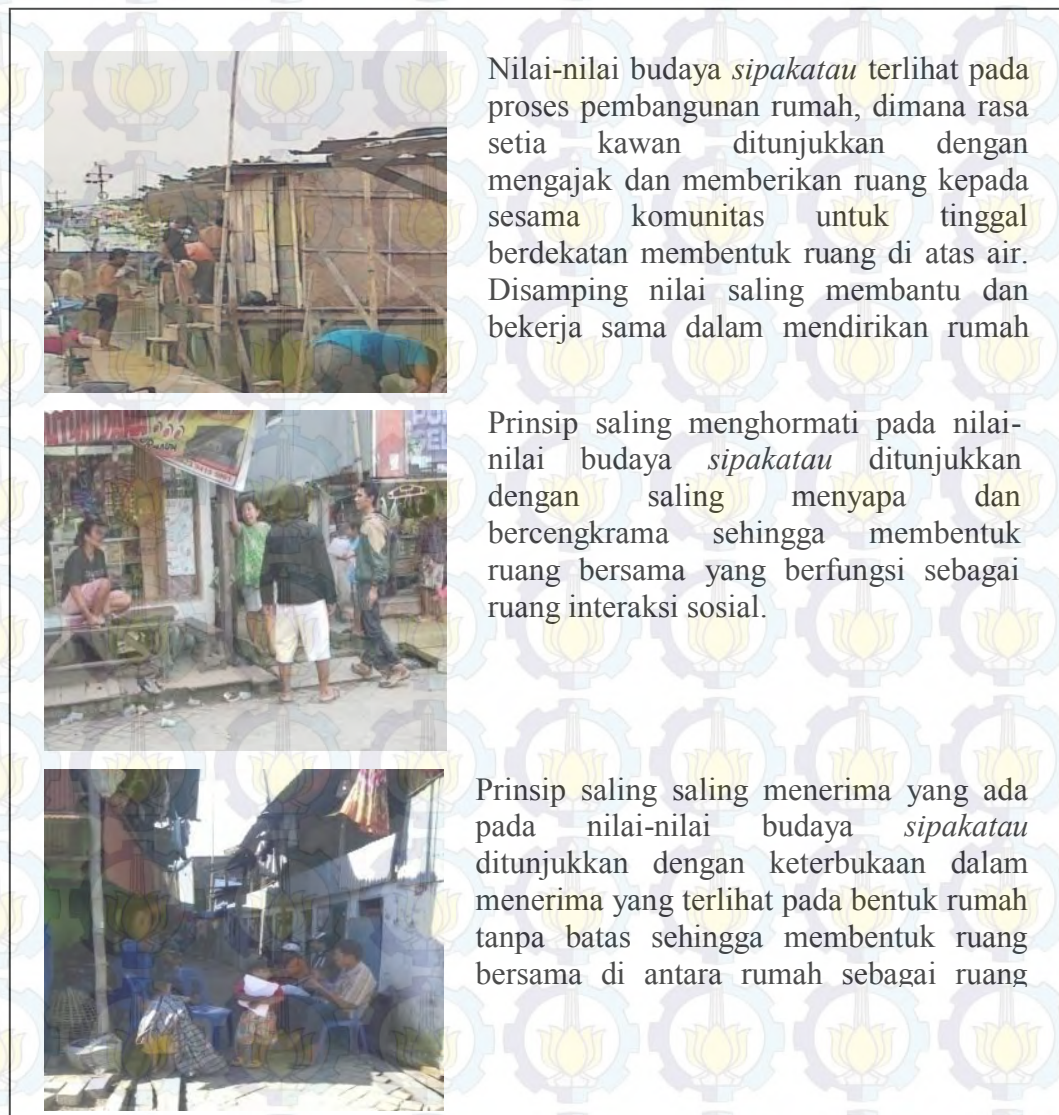 Nilai-nilai budaya sipakatau terlihat pada
proses pembangunan rumah, dimana rasa
setia kawan ditunjukkan dengan
mengajak dan memberikan ruang kepada
sesama komunitas untuk tinggal
berdekatan membentuk ruang di atas air.
Disamping nilai saling membantu dan
bekerja sama dalam mendirikan rumah
Prinsip saling menghormati pada nilai-
nilai budaya sipakatau ditunjukkan
dengan saling menyapa dan
bercengkrama sehingga membentuk
ruang bersama yang berfungsi sebagai
ruang interaksi sosial.
Prinsip saling saling menerima yang ada
pada nilai-nilai budaya sipakatau
ditunjukkan dengan keterbukaan dalam
menerima yang terlihat pada bentuk rumah
tanpa batas sehingga membentuk ruang
bersama di antara rumah sebagai ruang